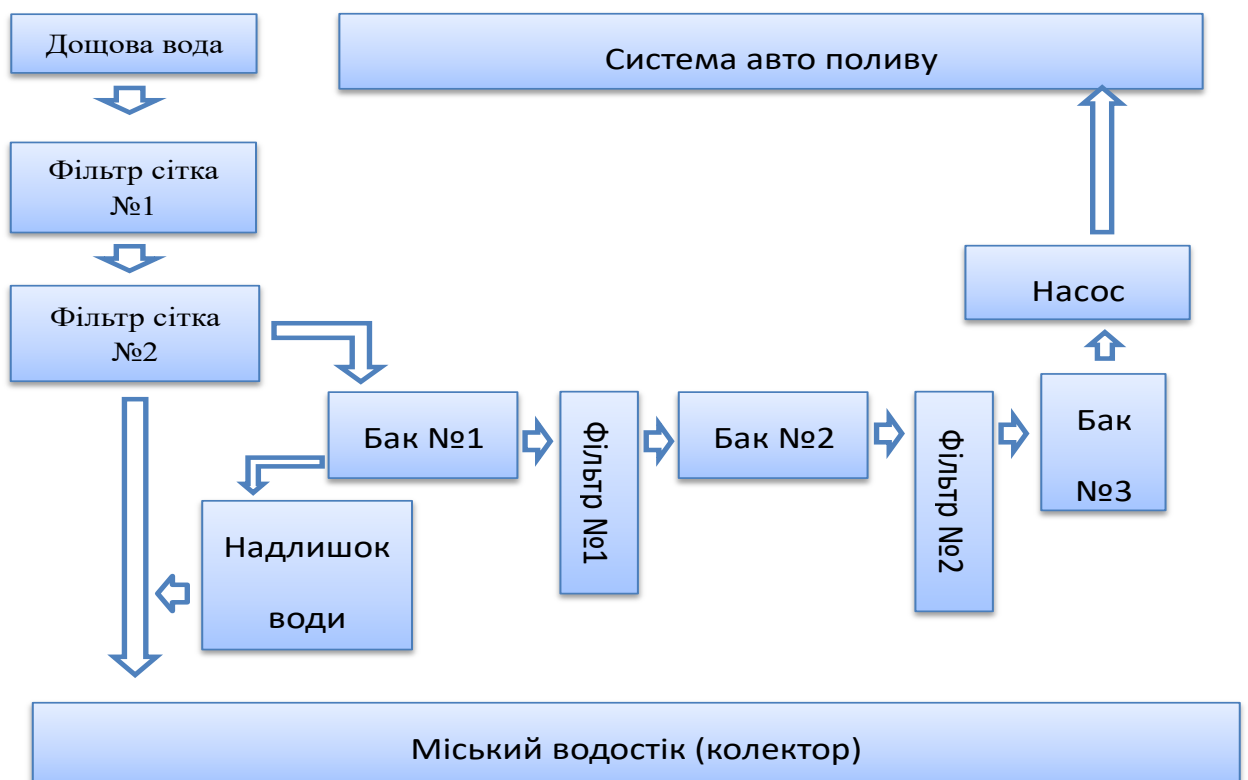 Дощова вода
Система авто поливу
Фільтр сітка
№1
Фільтр сітка
№2
Насос
Бак №1
Фільтр №1
Бак №2
Фільтр №2
Бак
№3
Надлишок
води
Міський водостік (колектор)